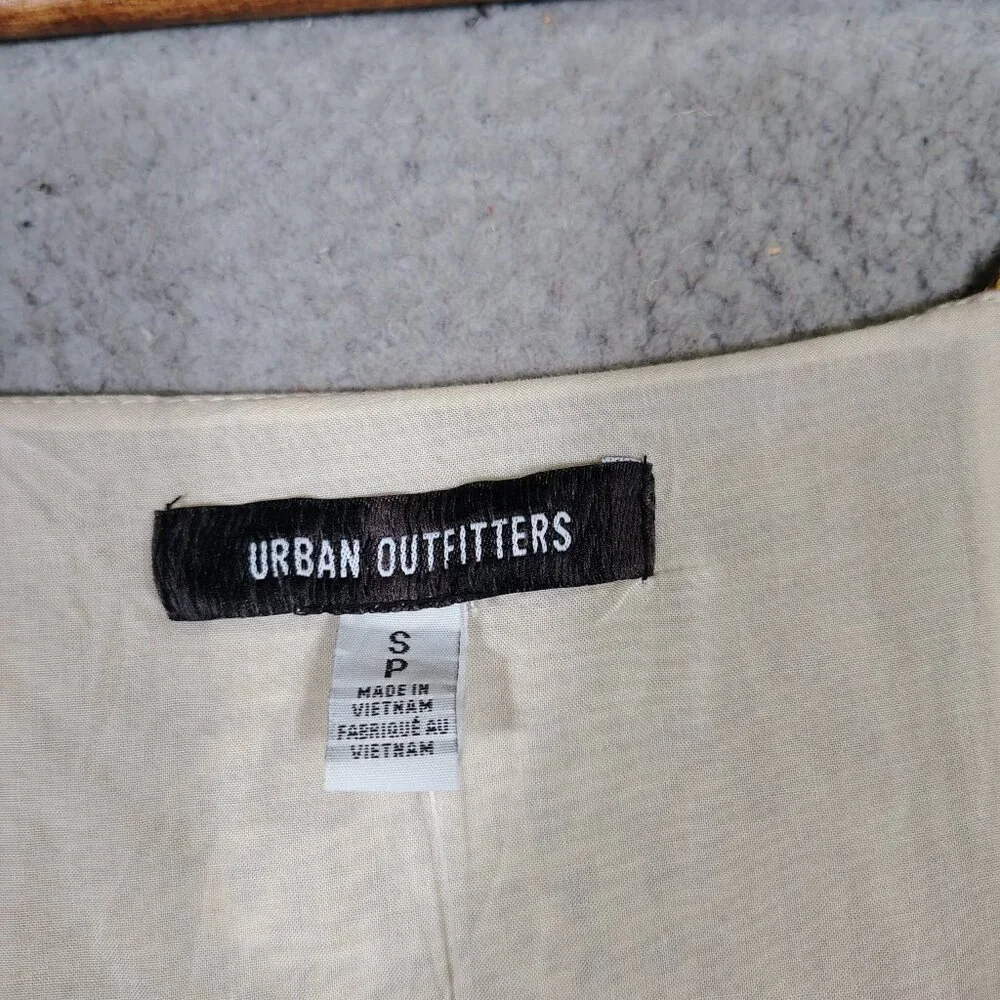 URBAN OUTFITTERS
S
P
MADE IN
VIETNAM
FABRIQUÉ AU
VIETNAM